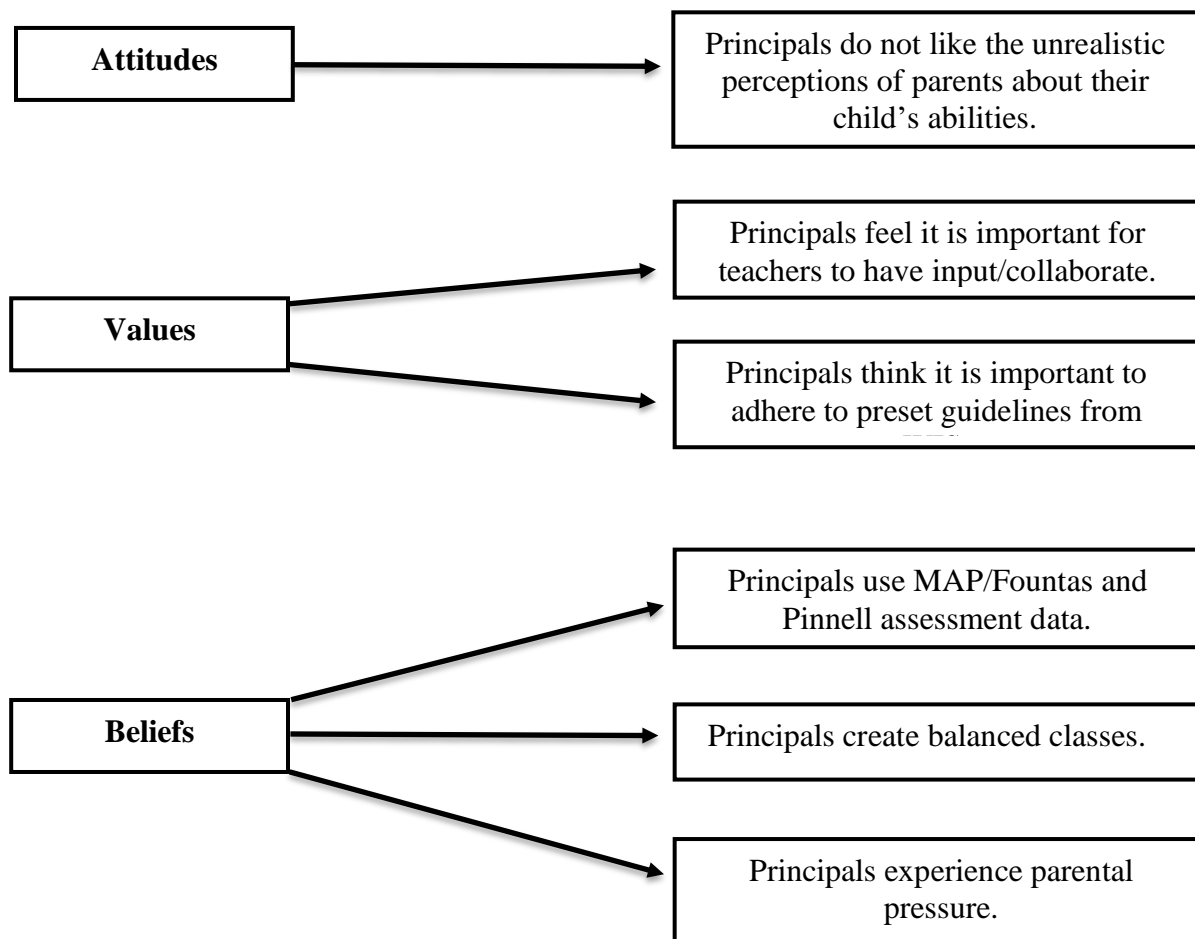 Attitudes
Principals do not like the unrealistic
perceptions of parents about their
child’s abilities.
Values
Principals feel it is important for
teachers to have input/collaborate.
Principals think it is important to
adhere to preset guidelines from
Beliefs
Principals use MAP/Fountas and
Pinnell assessment data.
Principals create balanced classes.
Principals experience parental
pressure.